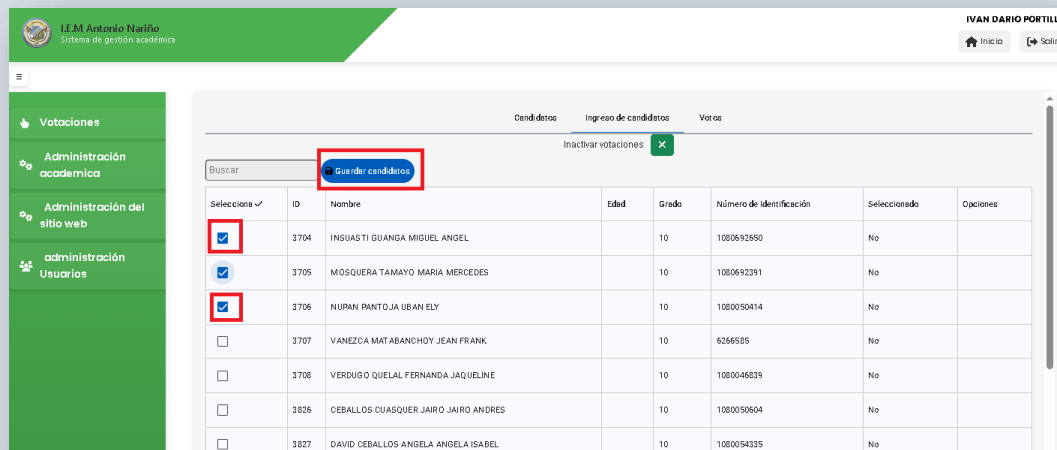 I.E.M Antonio Nariño
Sistema de gestión académica
IVAN DARIO PORTILL
Inicio
Salir
Votaciones
Administración
academica
Administración del
sitio web
administración
Usuarios
Candidatos Ingreso de candidatos Votos
Inactivar votaciones
Buscar
Guardar candidatos
Selecciona ID Nombre Edad Grado Número de Identificación Seleccionado Opciones
3704 INSUASTI GUANGA MIGUEL ANGEL 10 1080692650 No
3705 MOSQUERA TAMAYO MARIA MERCEDES 10 1080692391 No
3706 NUPAN PANTOJA UBAN ELY 10 1080050414 No
3707 VANEZCA MATABANCHOY JEAN FRANK 10 6266585 No
3708 VERDUGO QUELAL FERNANDA JAQUELINE 10 1080046839 No
3826 CEBALLOS CUASQUER JAIRO JAIRO ANDRES 10 1080050604 No
3827 DAVID CEBALLOS ANGELA ANGELA ISABEL 10 1080054335 No